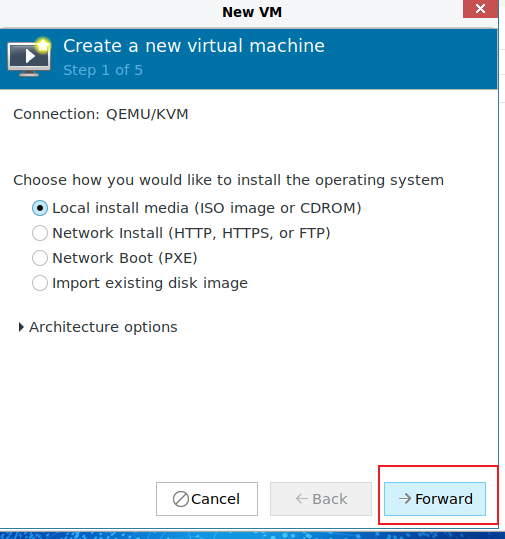 New VM
Create a new virtual machine
Step 1 of 5
Connection: QEMU/KVM
Choose how you would like to install the operating system
Local install media (ISO image or CDROM)
Network Install (HTTP, HTTPS, or FTP)
Network Boot (PXE)
Import existing disk image
Architecture options
Cancel Back Forward